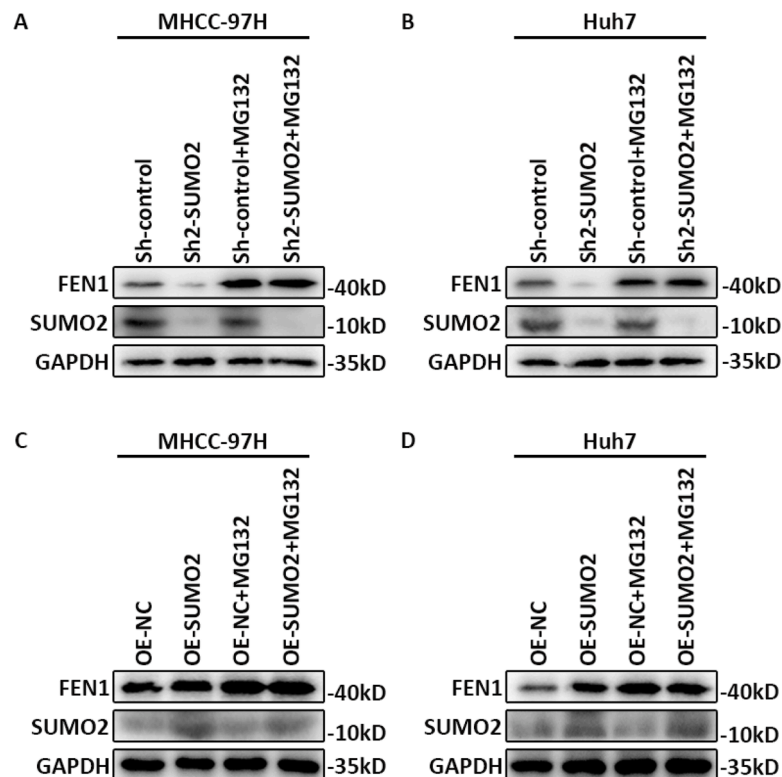 A MHCC-97H
Sh-control
Sh2-SUMO2
Sh-control+MG132
Sh2-SUMO2+MG132
FEN1 -40kD
SUMO2 -10kD
GAPDH -35kD
B Huh7
Sh-control
Sh2-SUMO2
Sh-control+MG132
Sh2-SUMO2+MG132
FEN1 -40kD
SUMO2 -10kD
GAPDH -35kD
C MHCC-97H
OE-NC
OE-SUMO2
OE-NC+MG132
OE-SUMO2+MG132
FEN1 -40kD
SUMO2 -10kD
GAPDH -35kD
D Huh7
OE-NC
OE-SUMO2
OE-NC+MG132
OE-SUMO2+MG132
FEN1 -40kD
SUMO2 -10kD
GAPDH -35kD